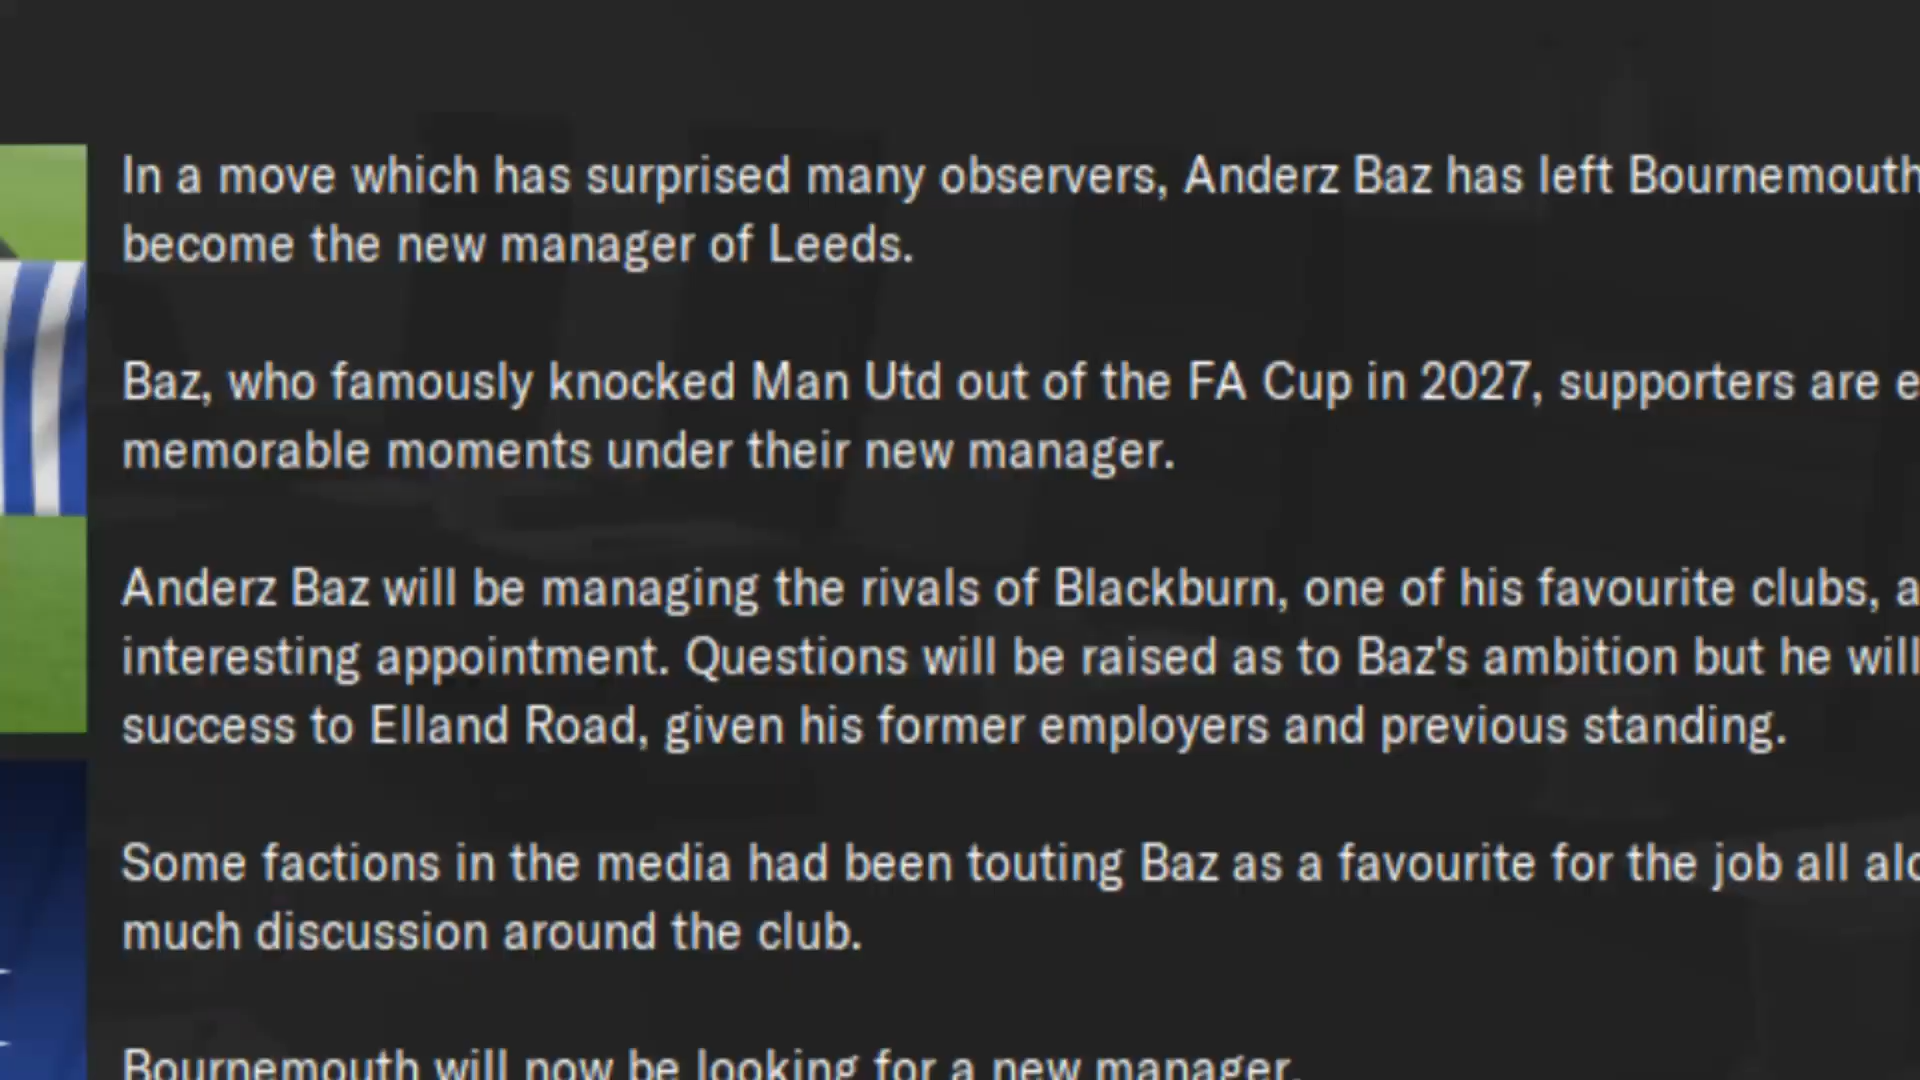 In a move which has surprised many observers, Anderz Baz has left Bournemouth
become the new manager of Leeds.
Baz, who famously knocked Man Utd out of the FA Cup in 2027, supporters are
memorable moments under their new manager.
Anderz Baz will be managing the rivals of Blackburn, one of his favourite clubs,
interesting appointment. Questions will be raised as to Baz's ambition but he will
success to Elland Road, given his former employers and previous standing.
Some factions in the media had been touting Baz as a favourite for the job all
much discussion around the club.
Bournemouth will now be looking for a new manager.